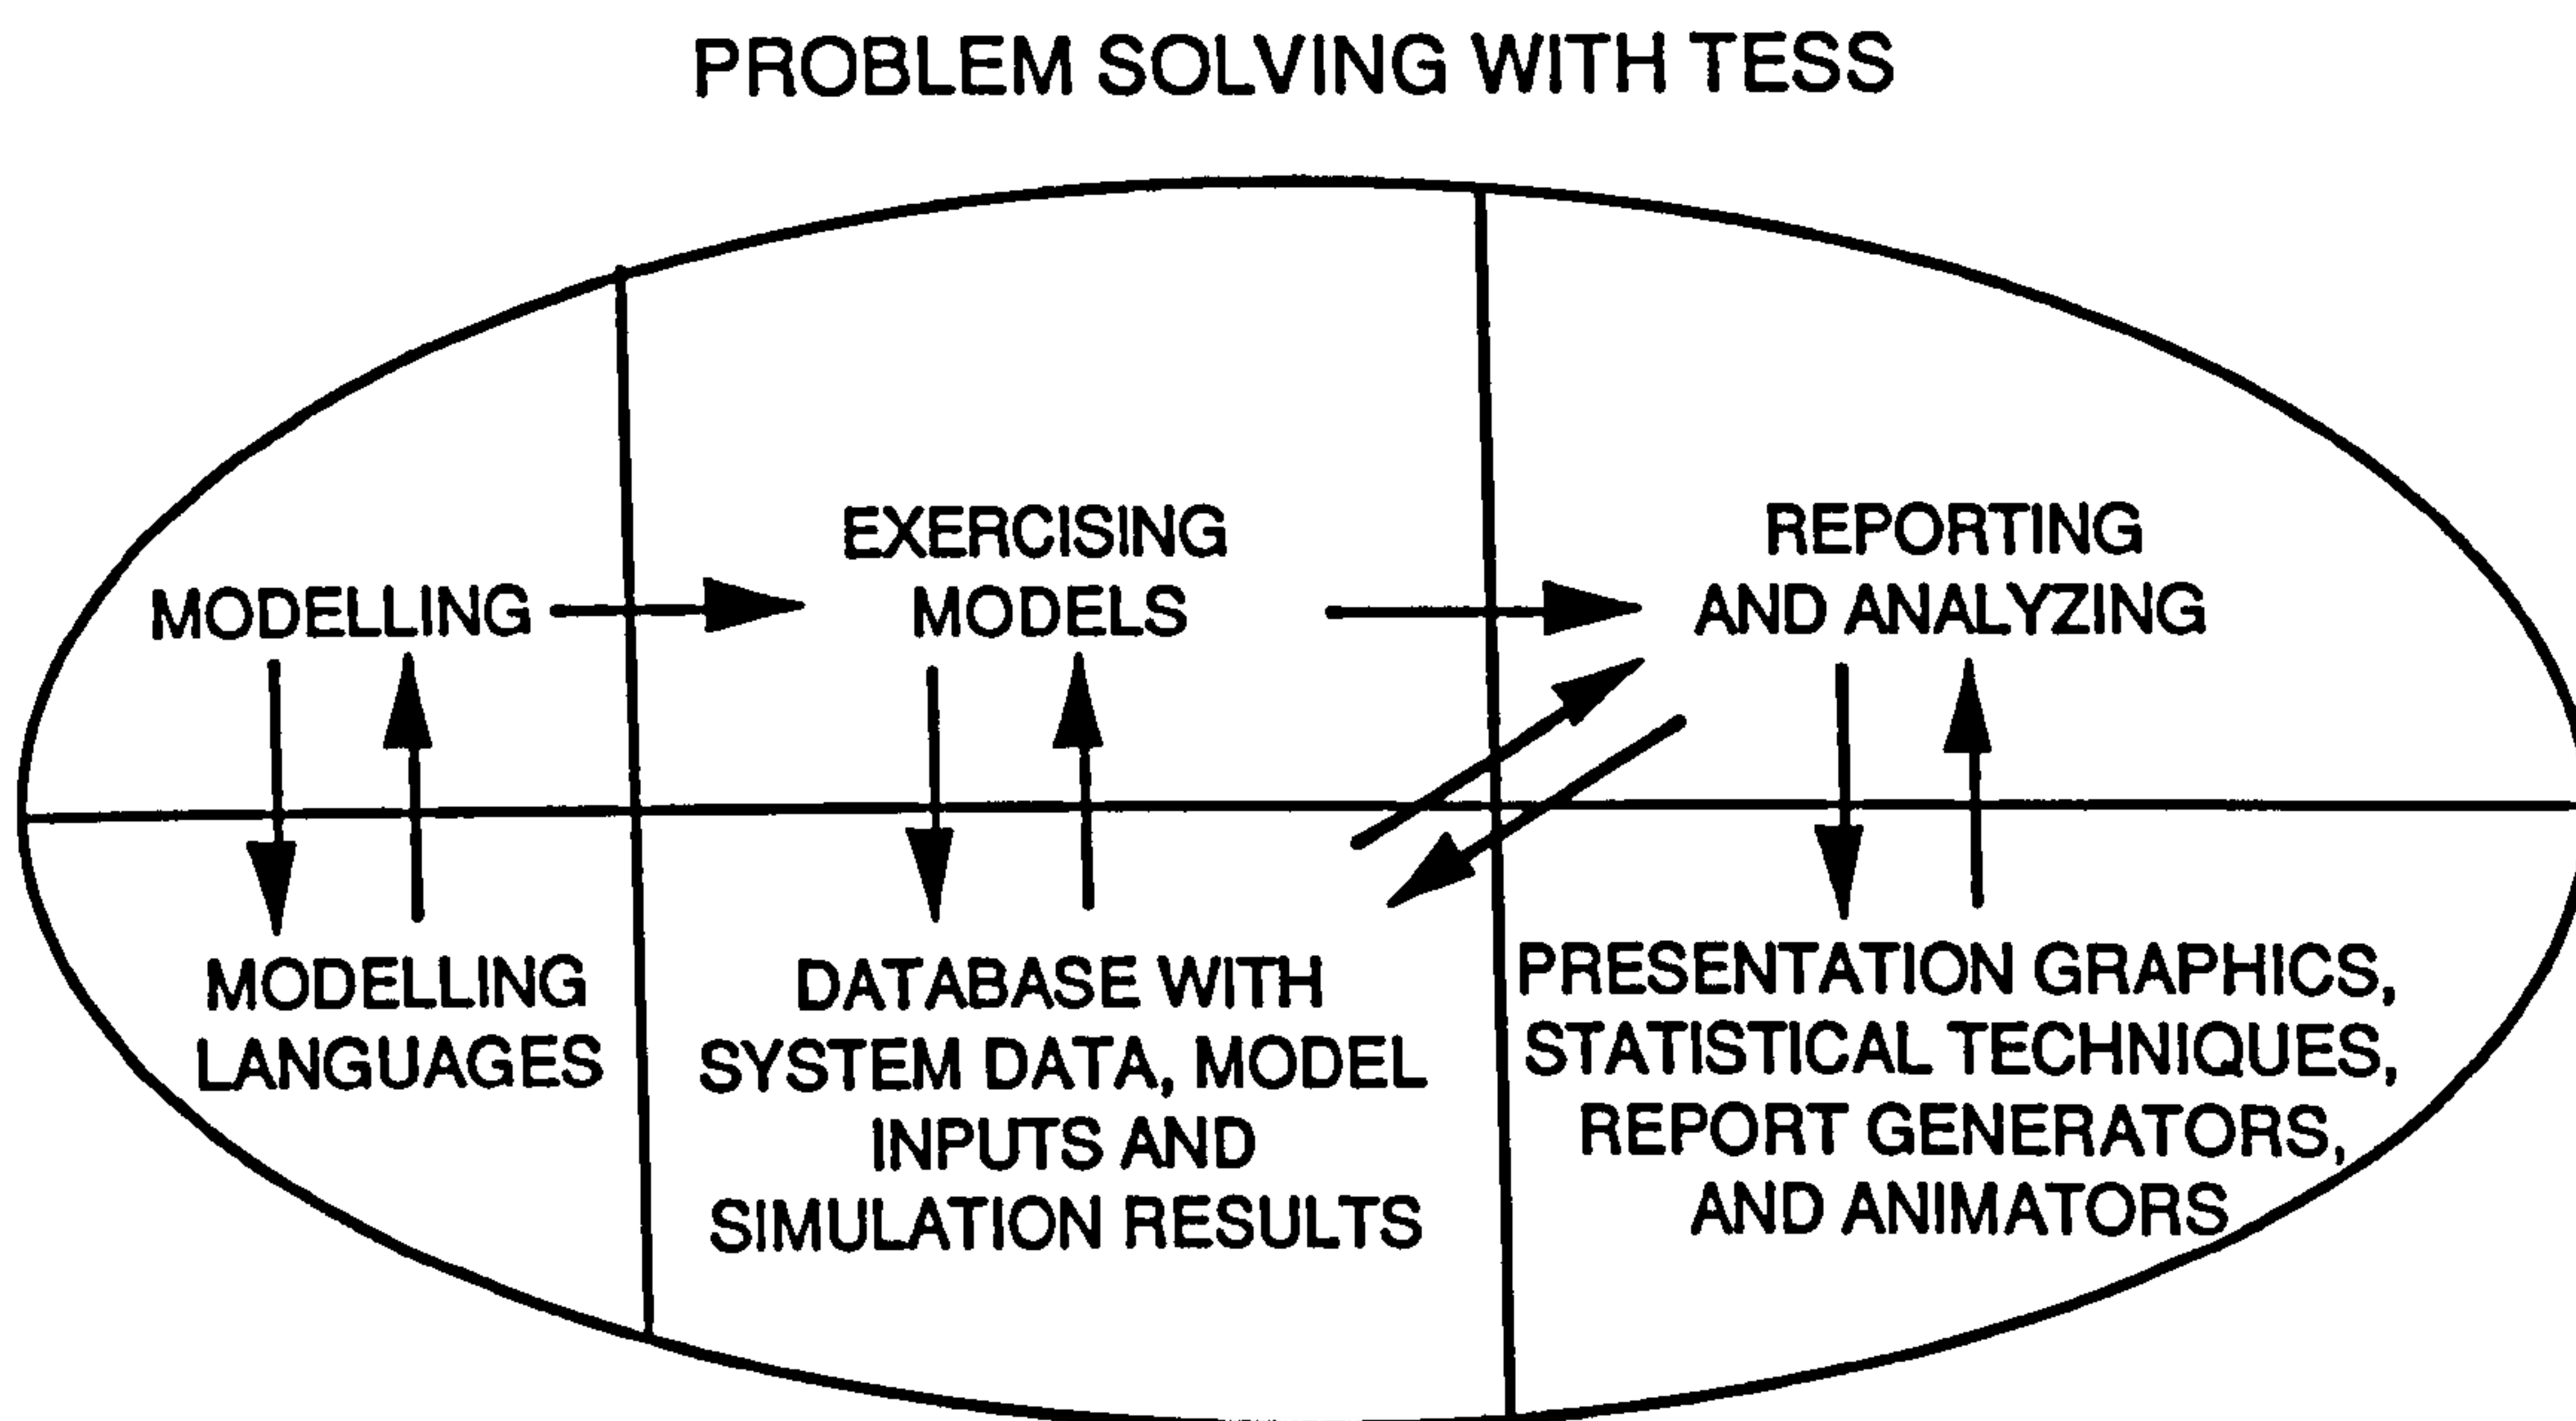 PROBLEM SOLVING WITH TESS
MODELLING
EXERCISING
MODELS
REPORTING
AND ANALYZING
MODELLING
LANGUAGES
DATABASE WITH
SYSTEM DATA, MODEL
INPUTS AND
SIMULATION RESULTS
PRESENTATION GRAPHICS,
STATISTICAL TECHNIQUES,
REPORT GENERATORS,
AND ANIMATORS